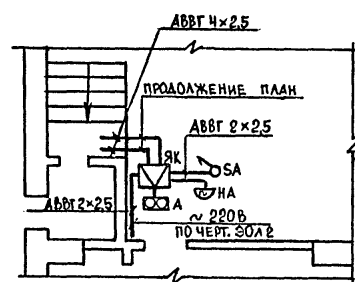 АВВГ 4×2,5
ПРОДОЛЖЕНИЕ ПЛАН
АВВГ 2×2,5
ЯК
SA
HA
А
АВВГ 2×2,5
~ 220В
ПО ЧЕРТ. ЭОЛ2